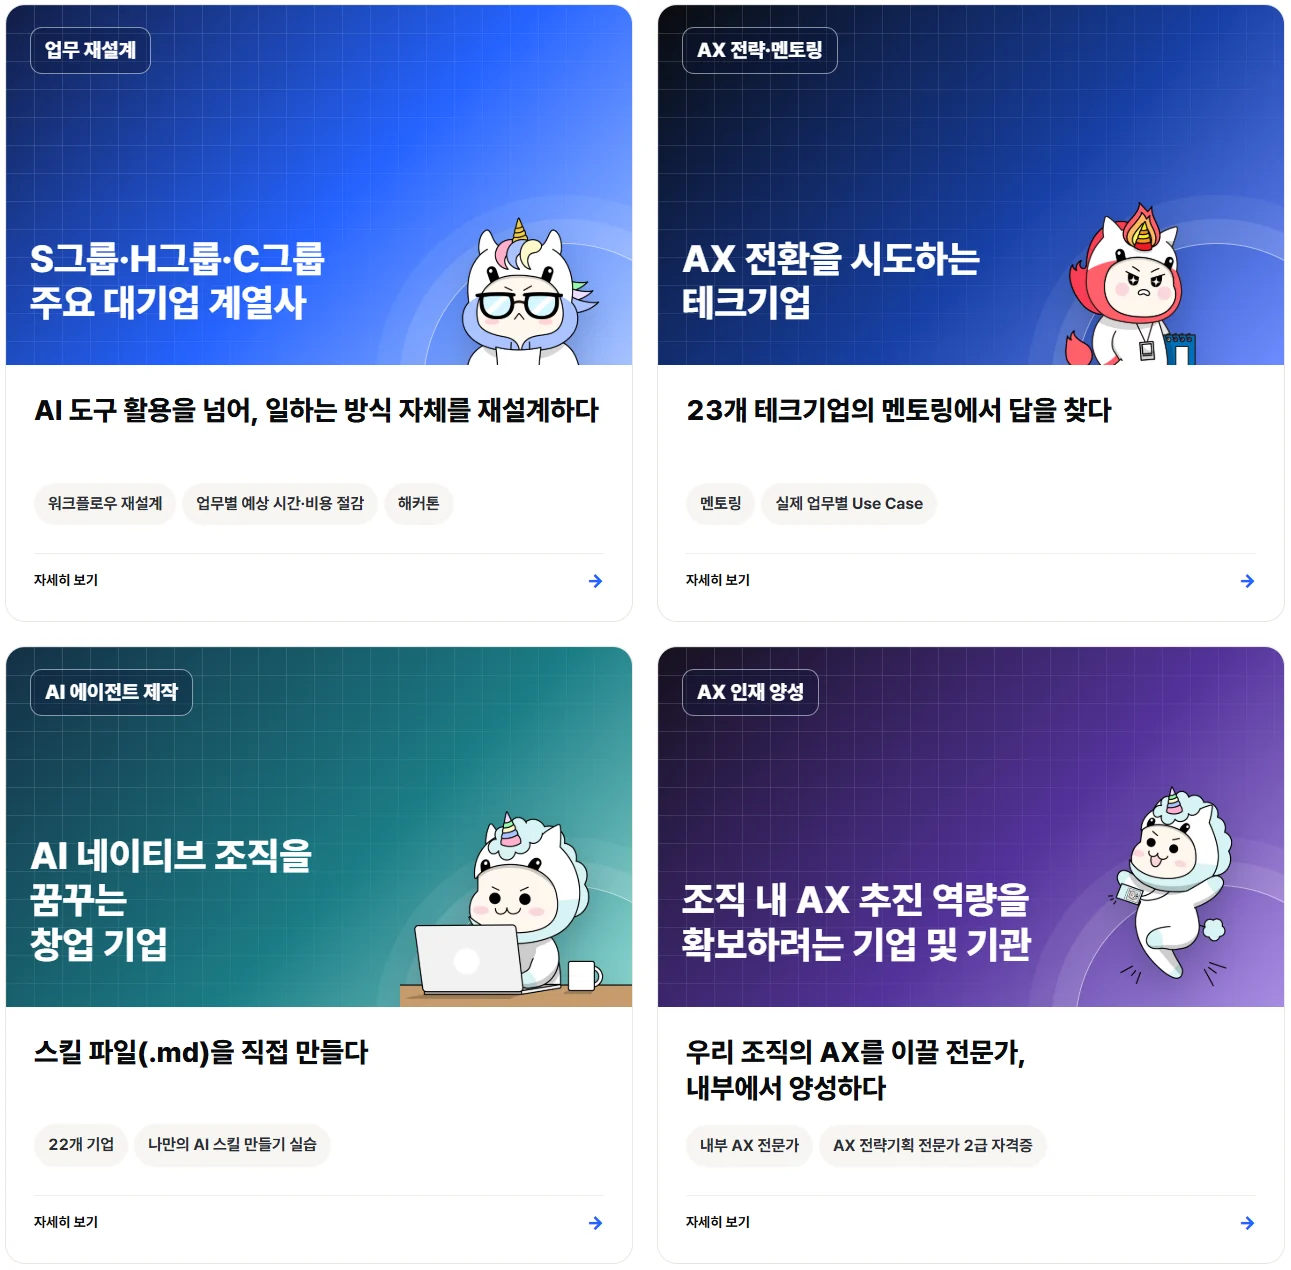 업무 재설계
S그룹·H그룹·C그룹
주요 대기업 계열사
AI 도구 활용을 넘어, 일하는 방식 자체를 재설계하다
워크플로우 재설계
업무별 예상 시간·비용 절감
해커톤
자세히 보기
AX 전략·멘토링
AX 전환을 시도하는
테크기업
23개 테크기업의 멘토링에서 답을 찾다
멘토링
실제 업무별 Use Case
자세히 보기
AI 에이전트 제작
AI 네이티브 조직을
꿈꾸는
창업 기업
스킬 파일(.md)을 직접 만들다
22개 기업
나만의 AI 스킬 만들기 실습
자세히 보기
AX 인재 양성
조직 내 AX 추진 역량을
확보하려는 기업 및 기관
우리 조직의 AX를 이끌 전문가,
내부에서 양성하다
내부 AX 전문가
AX 전략기획 전문가 2급 자격증
자세히 보기